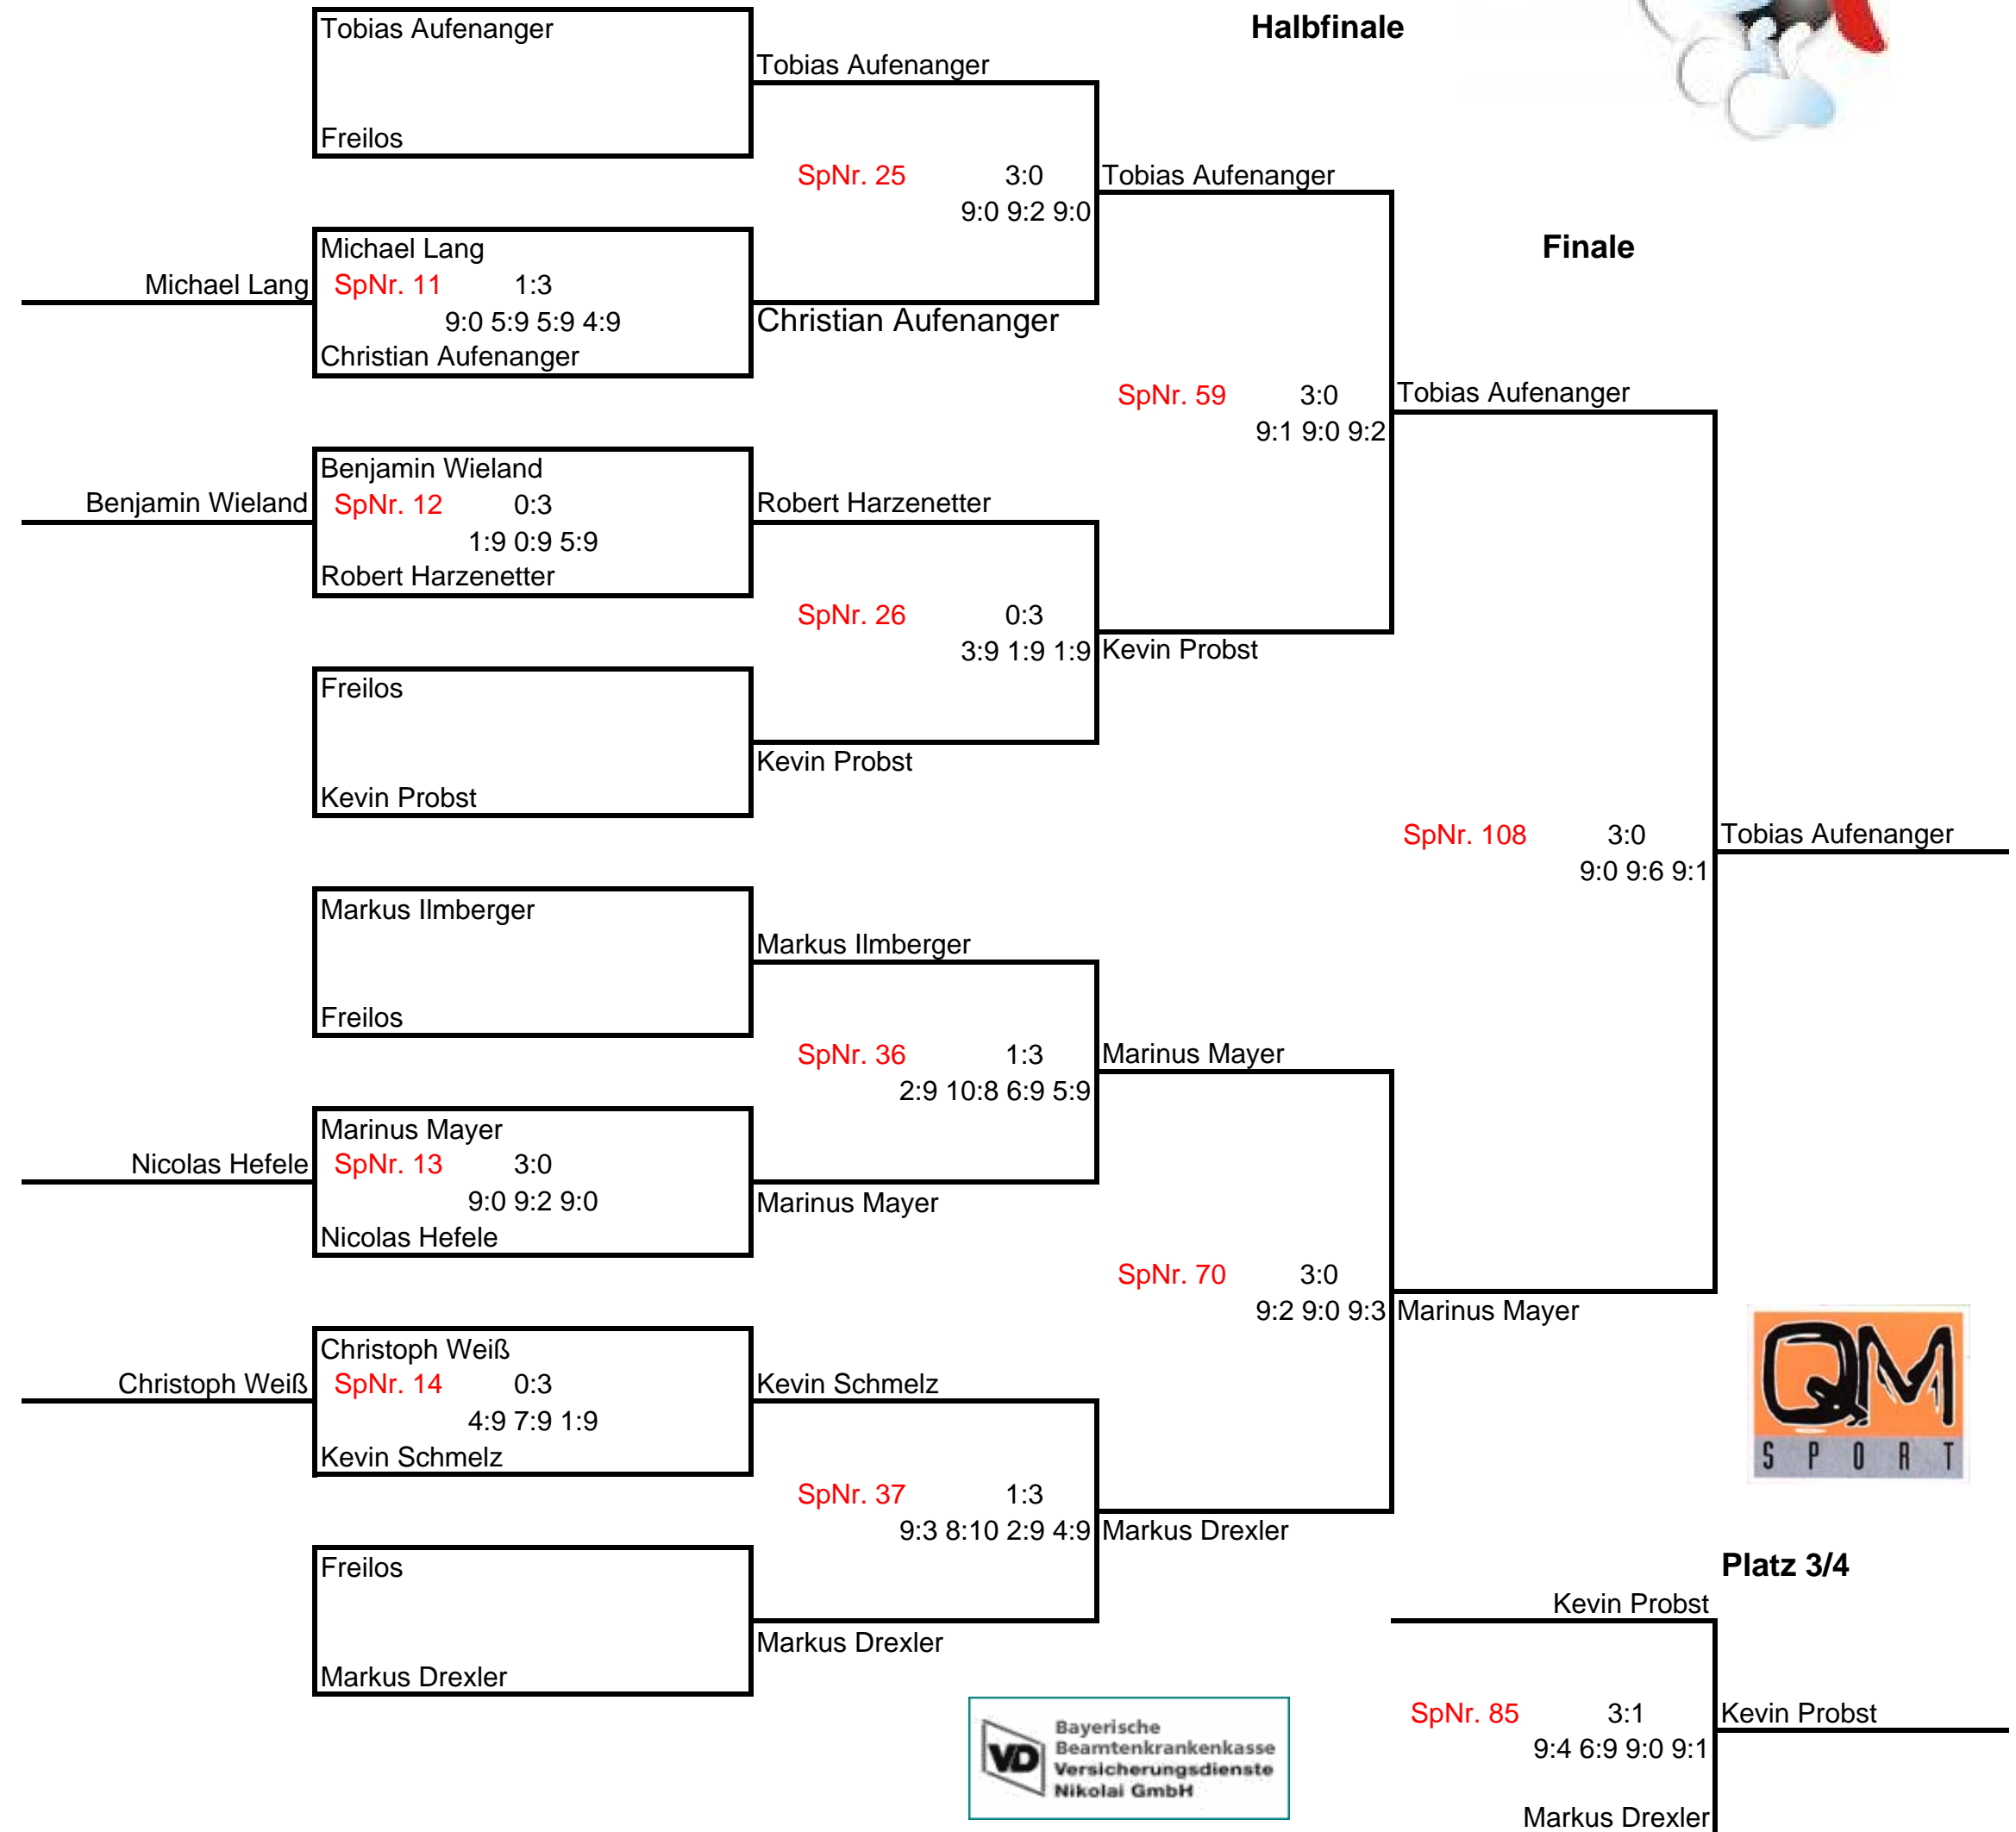 Halbfinale
Tobias Aufenanger
Tobias Aufenanger
Freilos
SpNr. 25 3:0 Tobias Aufenanger
9:0 9:2 9:0
Michael Lang
Finale
Michael Lang SpNr. 11 1:3
9:0 5:9 5:9 4:9 Christian Aufenanger
Christian Aufenanger
SpNr. 59 3:0 Tobias Aufenanger
9:1 9:0 9:2
Benjamin Wieland
Benjamin Wieland SpNr. 12 0:3 Robert Harzenetter
1:9 0:9 5:9
Robert Harzenetter
SpNr. 26 0:3
3:9 1:9 1:9 Kevin Probst
Freilos
Kevin Probst
Kevin Probst
SpNr. 108 3:0 Tobias Aufenanger
9:0 9:6 9:1
Markus Ilmberger
Markus Ilmberger
Freilos
SpNr. 36 1:3 Marinus Mayer
2:9 10:8 6:9 5:9
Marinus Mayer
Nicolas Hefele SpNr. 13 3:0
9:0 9:2 9:0 Marinus Mayer
Nicolas Hefele
SpNr. 70 3:0
9:2 9:0 9:3 Marinus Mayer
Christoph Weiß
Christoph Weiß SpNr. 14 0:3 Kevin Schmelz
4:9 7:9 1:9
Kevin Schmelz
QM
SPORT
SpNr. 37 1:3
9:3 8:10 2:9 4:9 Markus Drexler
Freilos
Platz 3/4
Kevin Probst
Markus Drexler
Markus Drexler
SpNr. 85 3:1 Kevin Probst
9:4 6:9 9:0 9:1
Markus Drexler
VD
Bayerische
Beamtenkrankenkasse
Versicherungsdienste
Nikolai GmbH